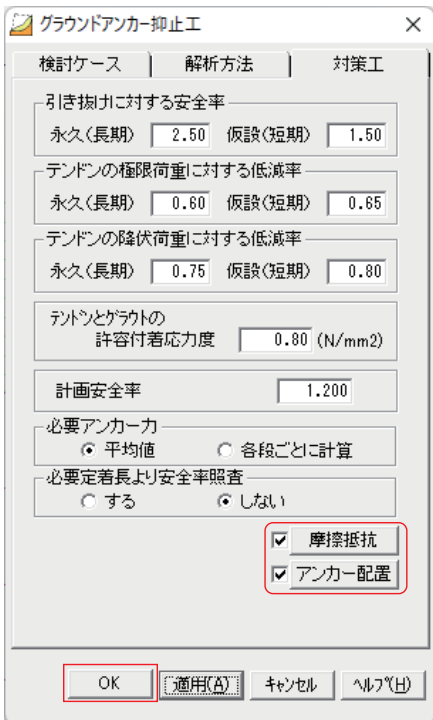 グラウンドアンカー抑止工
検討ケース 解析方法 対策工
引き抜けに対する安全率
永久(長期) 2.50 仮設(短期) 1.50
テンドンの極限荷重に対する低減率
永久(長期) 0.60 仮設(短期) 0.65
テンドンの降伏荷重に対する低減率
永久(長期) 0.75 仮設(短期) 0.80
テンドンとグラウトの
許容付着応力度 0.80 (N/mm2)
計画安全率 1.200
必要アンカー力
平均値 各段ごとに計算
必要定着長より安全率照査
する しない
摩擦抵抗
アンカー配置
OK 適用(A) キャンセル ヘルプ(H)